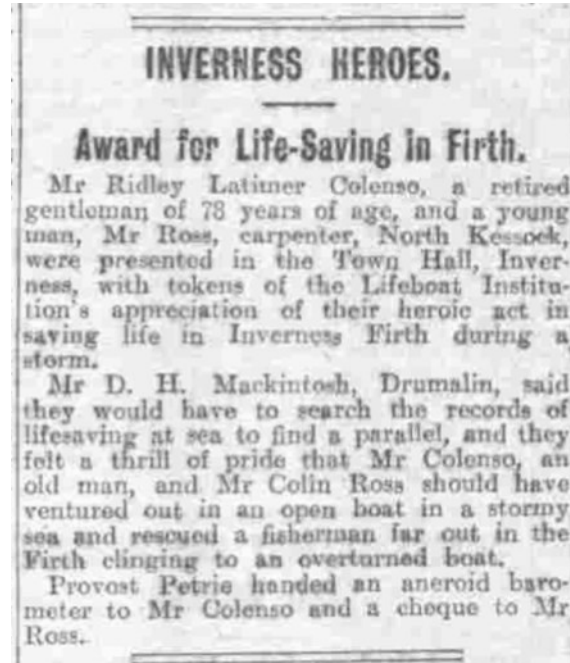 INVERNESS HEROES.
Award for Life-Saving in Firth.
Mr Ridley Latimer Colenso, a retired
gentleman of 78 years of age, and a young
man, Mr Ross, carpenter, North Kessock,
were presented in the Town Hall, Inver-
ness, with tokens of the Lifeboat Institu-
tion's appreciation of their heroic act in
saving life in Inverness Firth during a
storm.
Mr D. H. Mackintosh, Drumalin, said
they would have to search the records of
lifesaving at sea to find a parallel, and they
felt a thrill of pride that Mr Colenso, an
old man, and Mr Colin Ross should have
ventured out in an open boat in a stormy
sea and rescued a fisherman far out in the
Firth clinging to an overturned boat.
Provost Petrie handed an aneroid baro-
meter to Mr Colenso and a cheque to Mr
Ross.